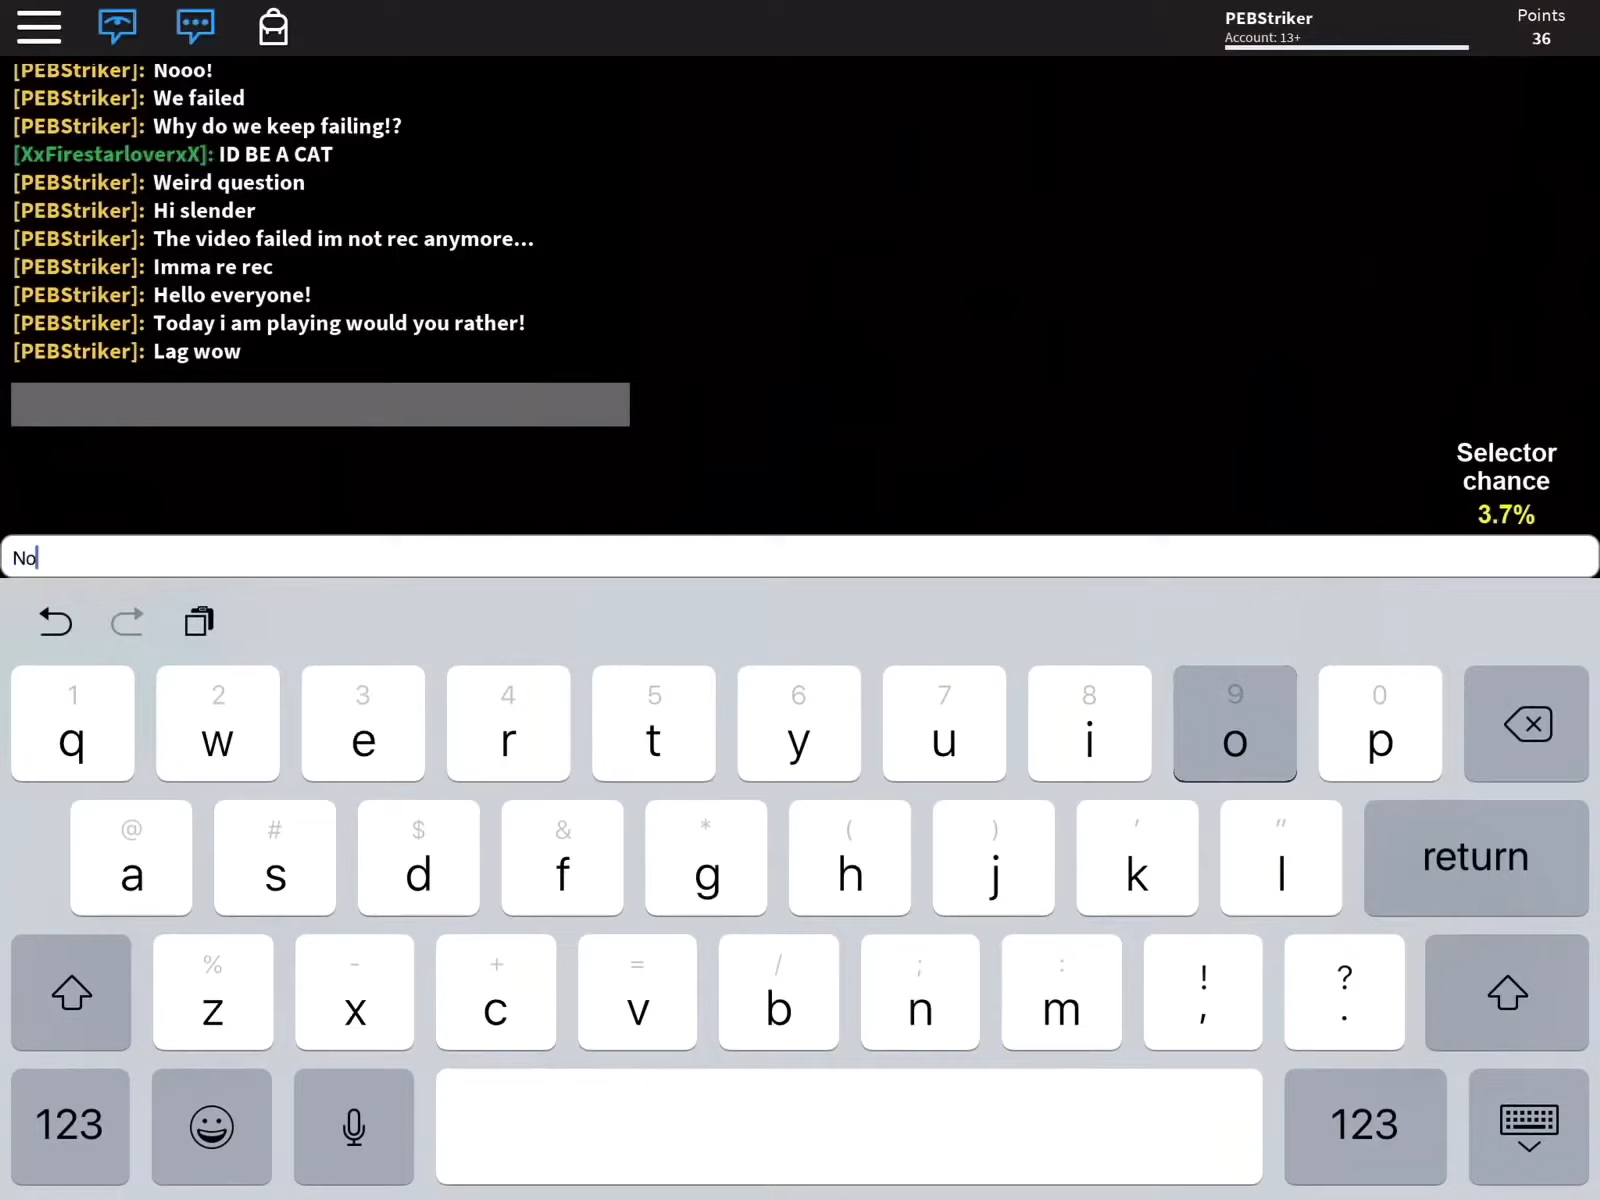 PEBStriker
Account: 13+
Points
36
[PEBStriker]: Nooo!
[PEBStriker]: We failed
[PEBStriker]: Why do we keep failing!?
[XxFirestarloverxX]: ID BE A CAT
[PEBStriker]: Weird question
[PEBStriker]: Hi slender
[PEBStriker]: The video failed im not rec anymore...
[PEBStriker]: Imma re rec
[PEBStriker]: Hello everyone!
[PEBStriker]: Today i am playing would you rather!
[PEBStriker]: Lag wow
Selector
chance
3.7%
No
1 2 3 4 5 6 7 8 9 0
q w e r t y u i o p
@ # $ & * ( ) ' "
a s d f g h j k l return
% - + = / ; : ! ?
z x c v b n m , .
123 123